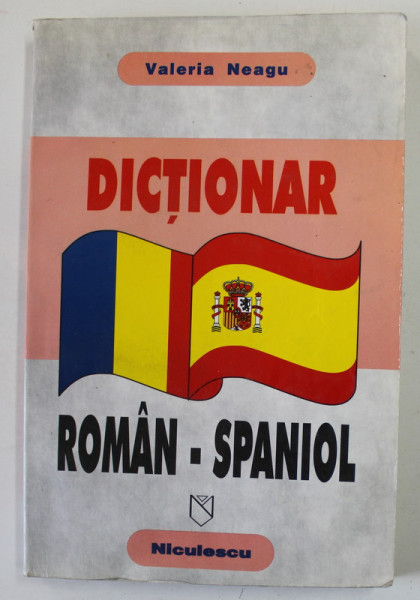 Valeria Neagu
DICȚIONAR
ROMÂN - SPANIOL
Niculescu